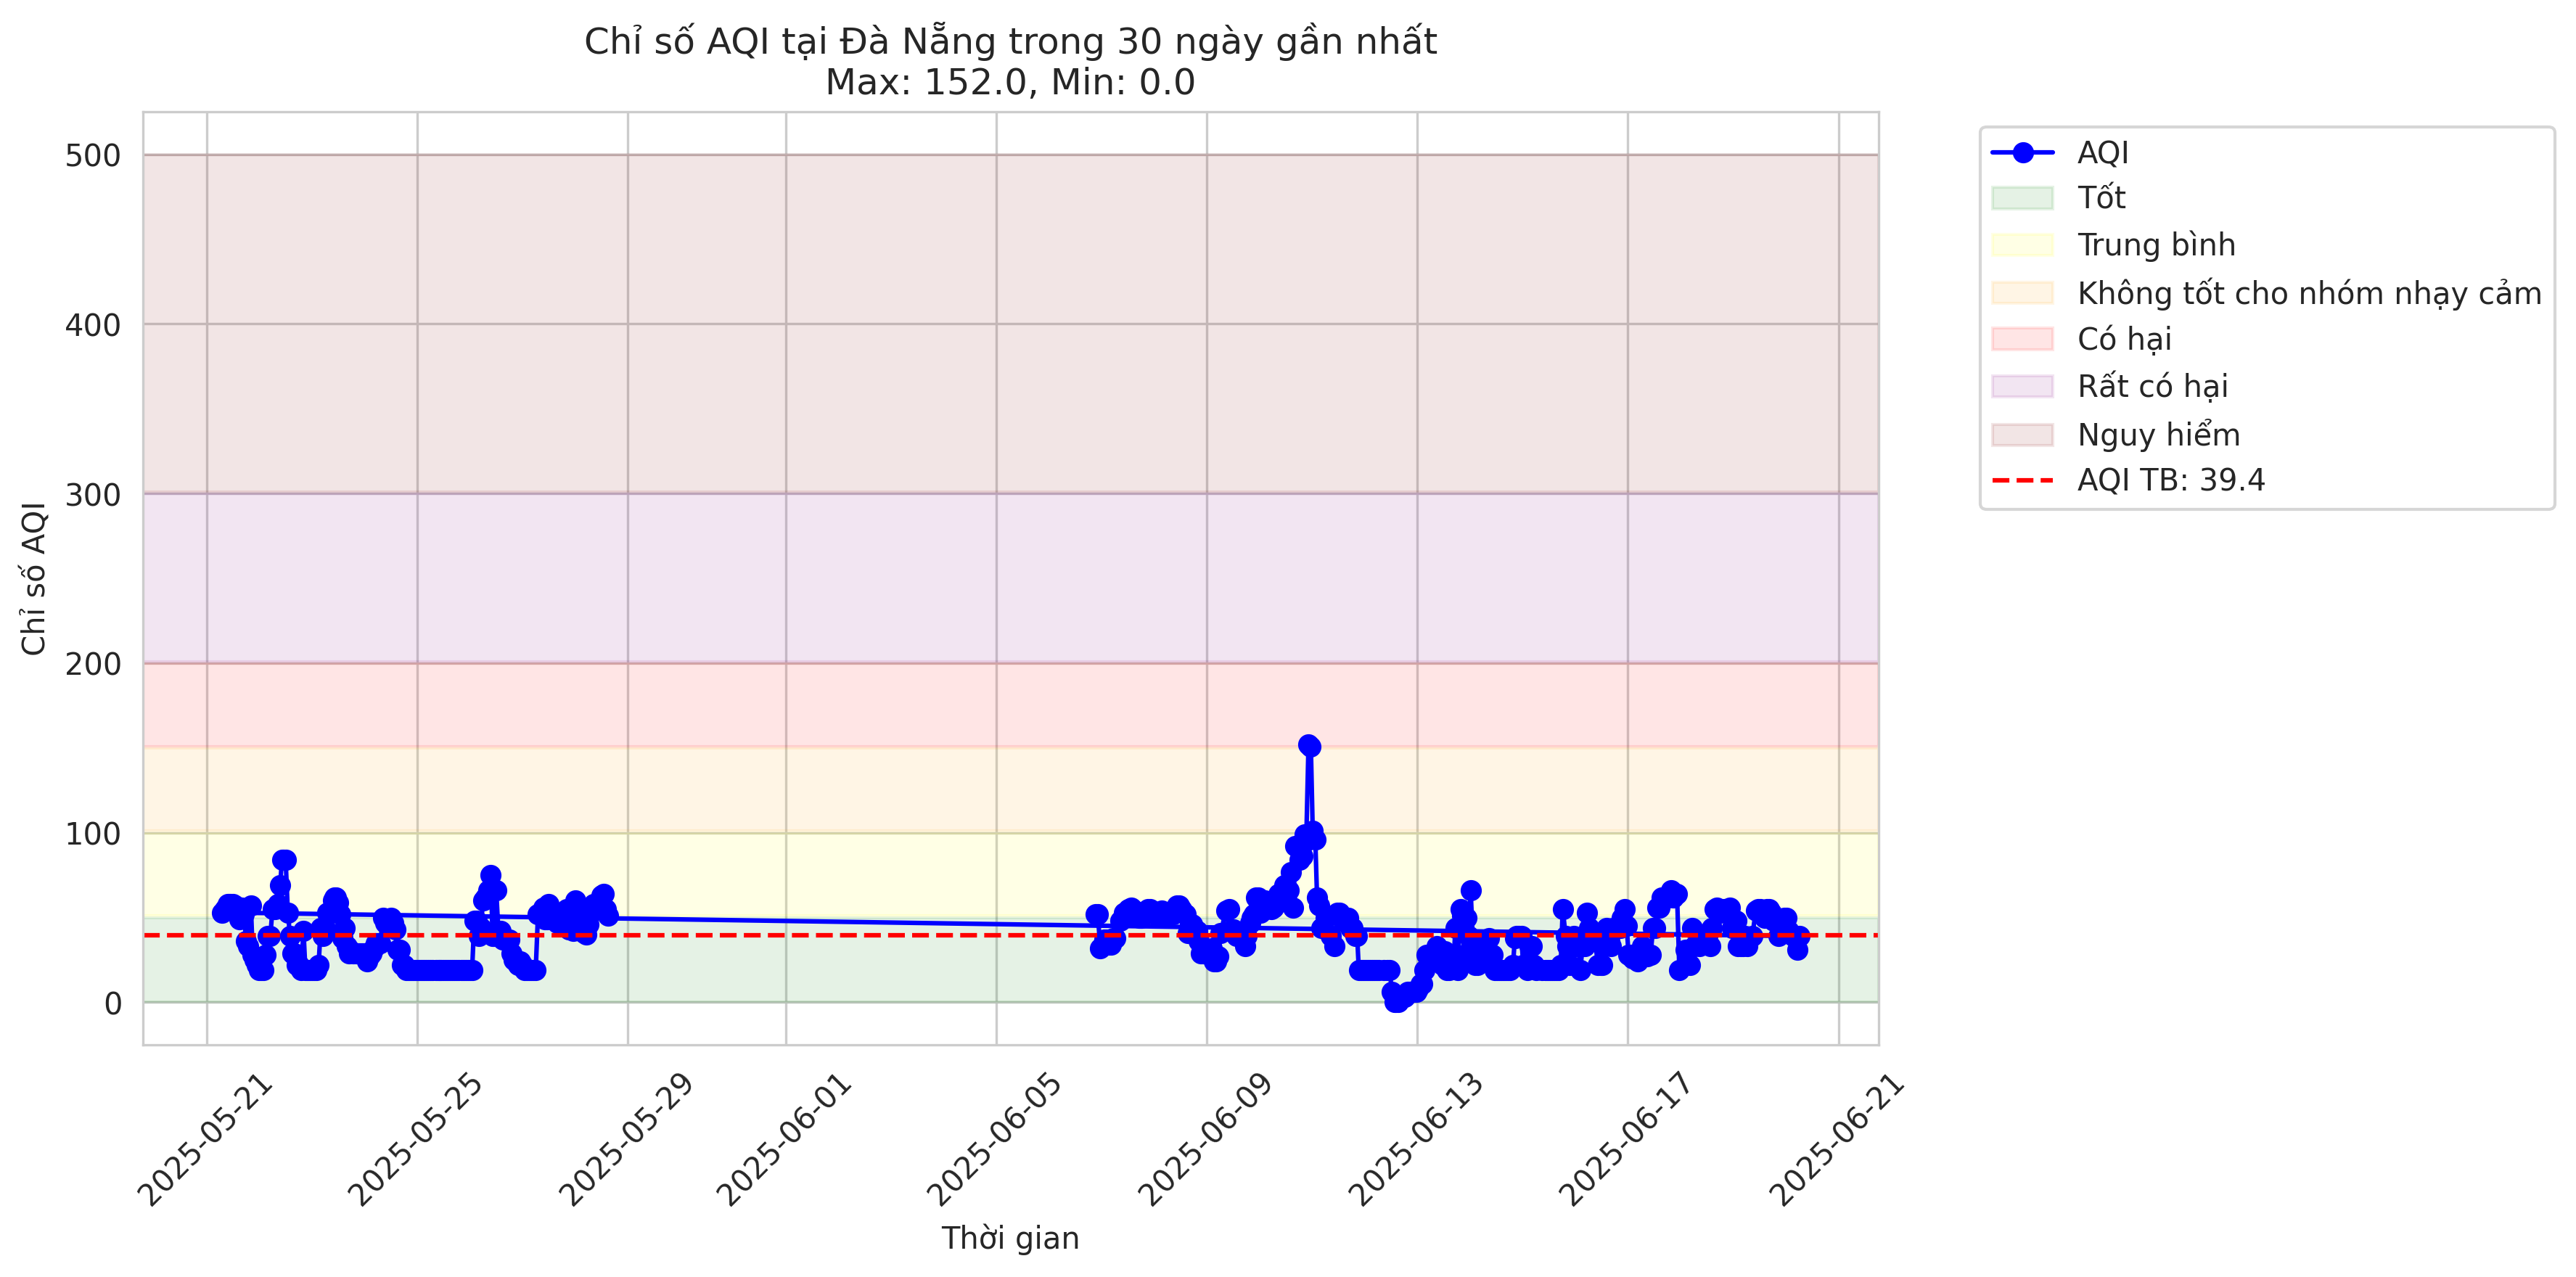 Chỉ số AQI tại Đà Nẵng trong 30 ngày gần nhất
Max: 152.0, Min: 0.0
Chỉ số AQI
500
400
300
200
100
0
2025-05-21
2025-05-25
2025-05-29
2025-06-01
2025-06-05
2025-06-09
2025-06-13
2025-06-17
2025-06-21
Thời gian
AQI
Tốt
Trung bình
Không tốt cho nhóm nhạy cảm
Có hại
Rất có hại
Nguy hiểm
AQI TB: 39.4